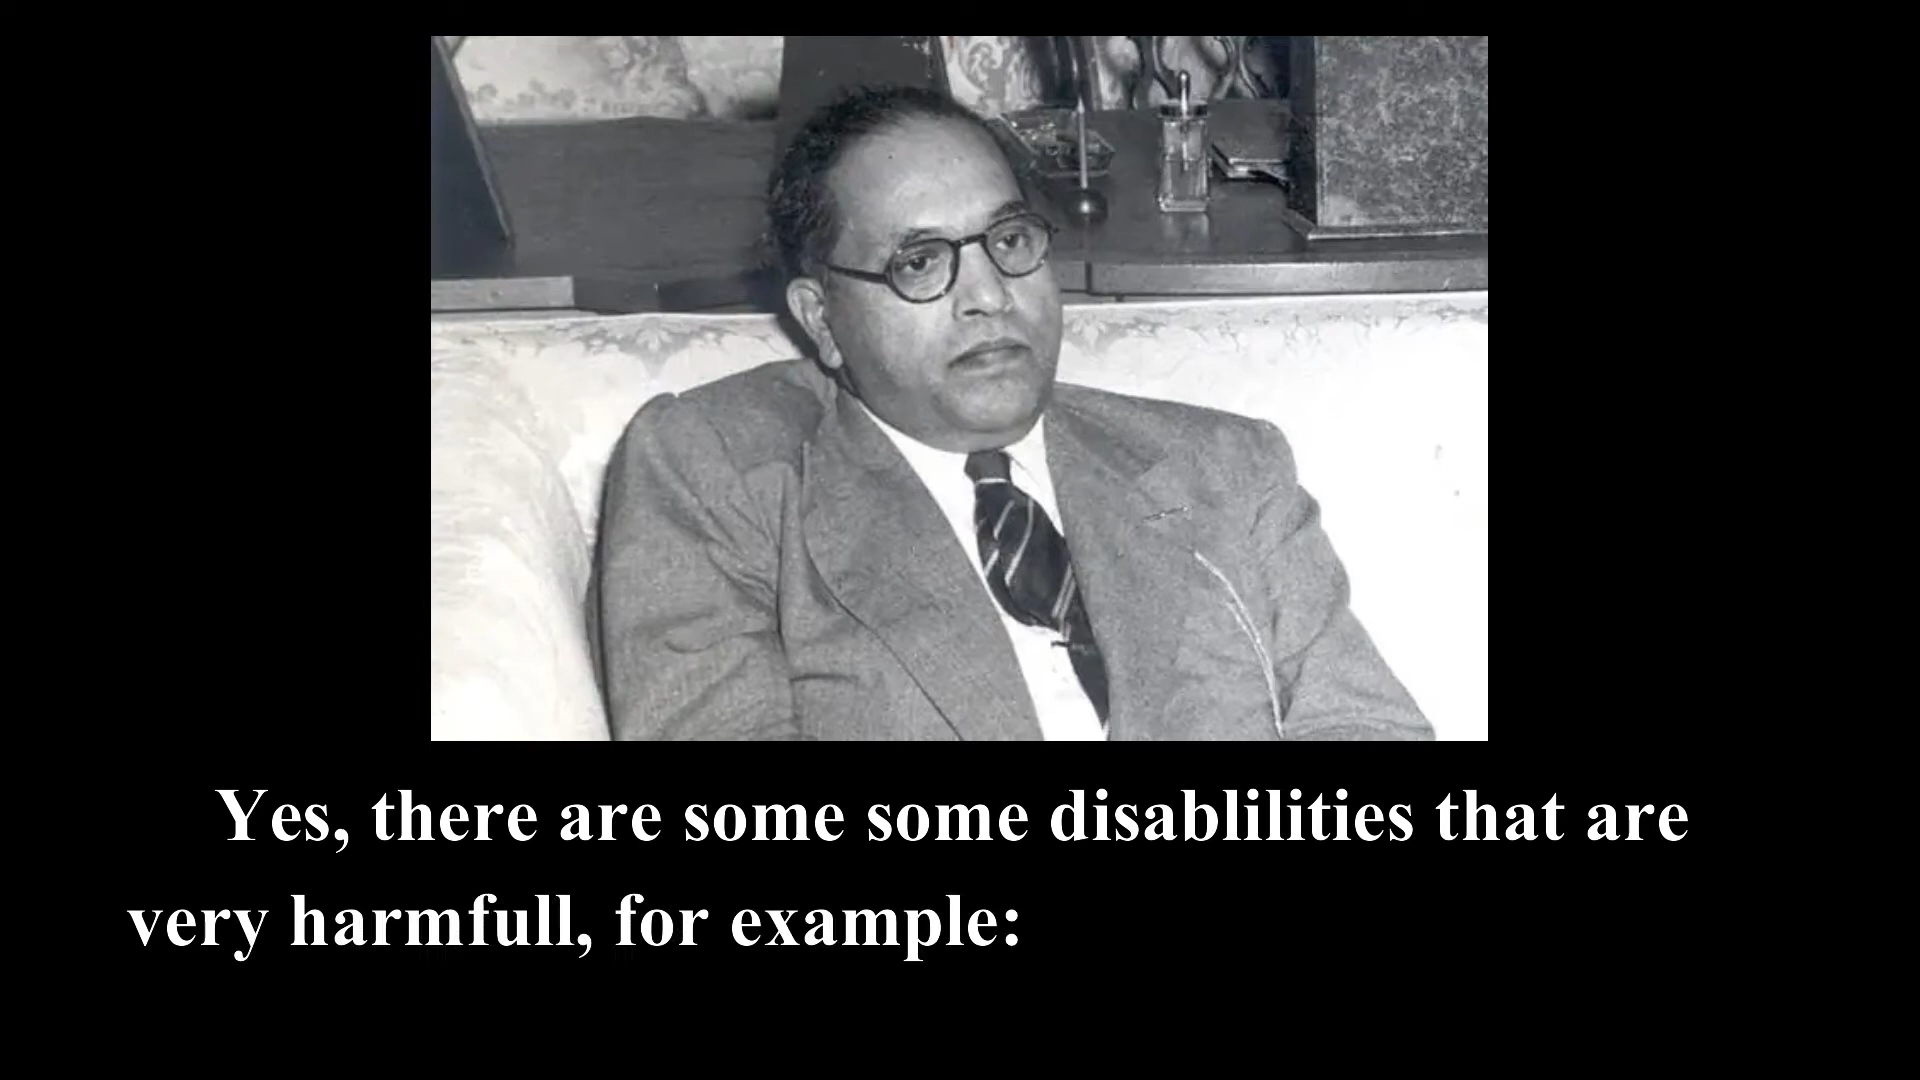 Yes, there are some some disablilities that are
very harmfull, for example: